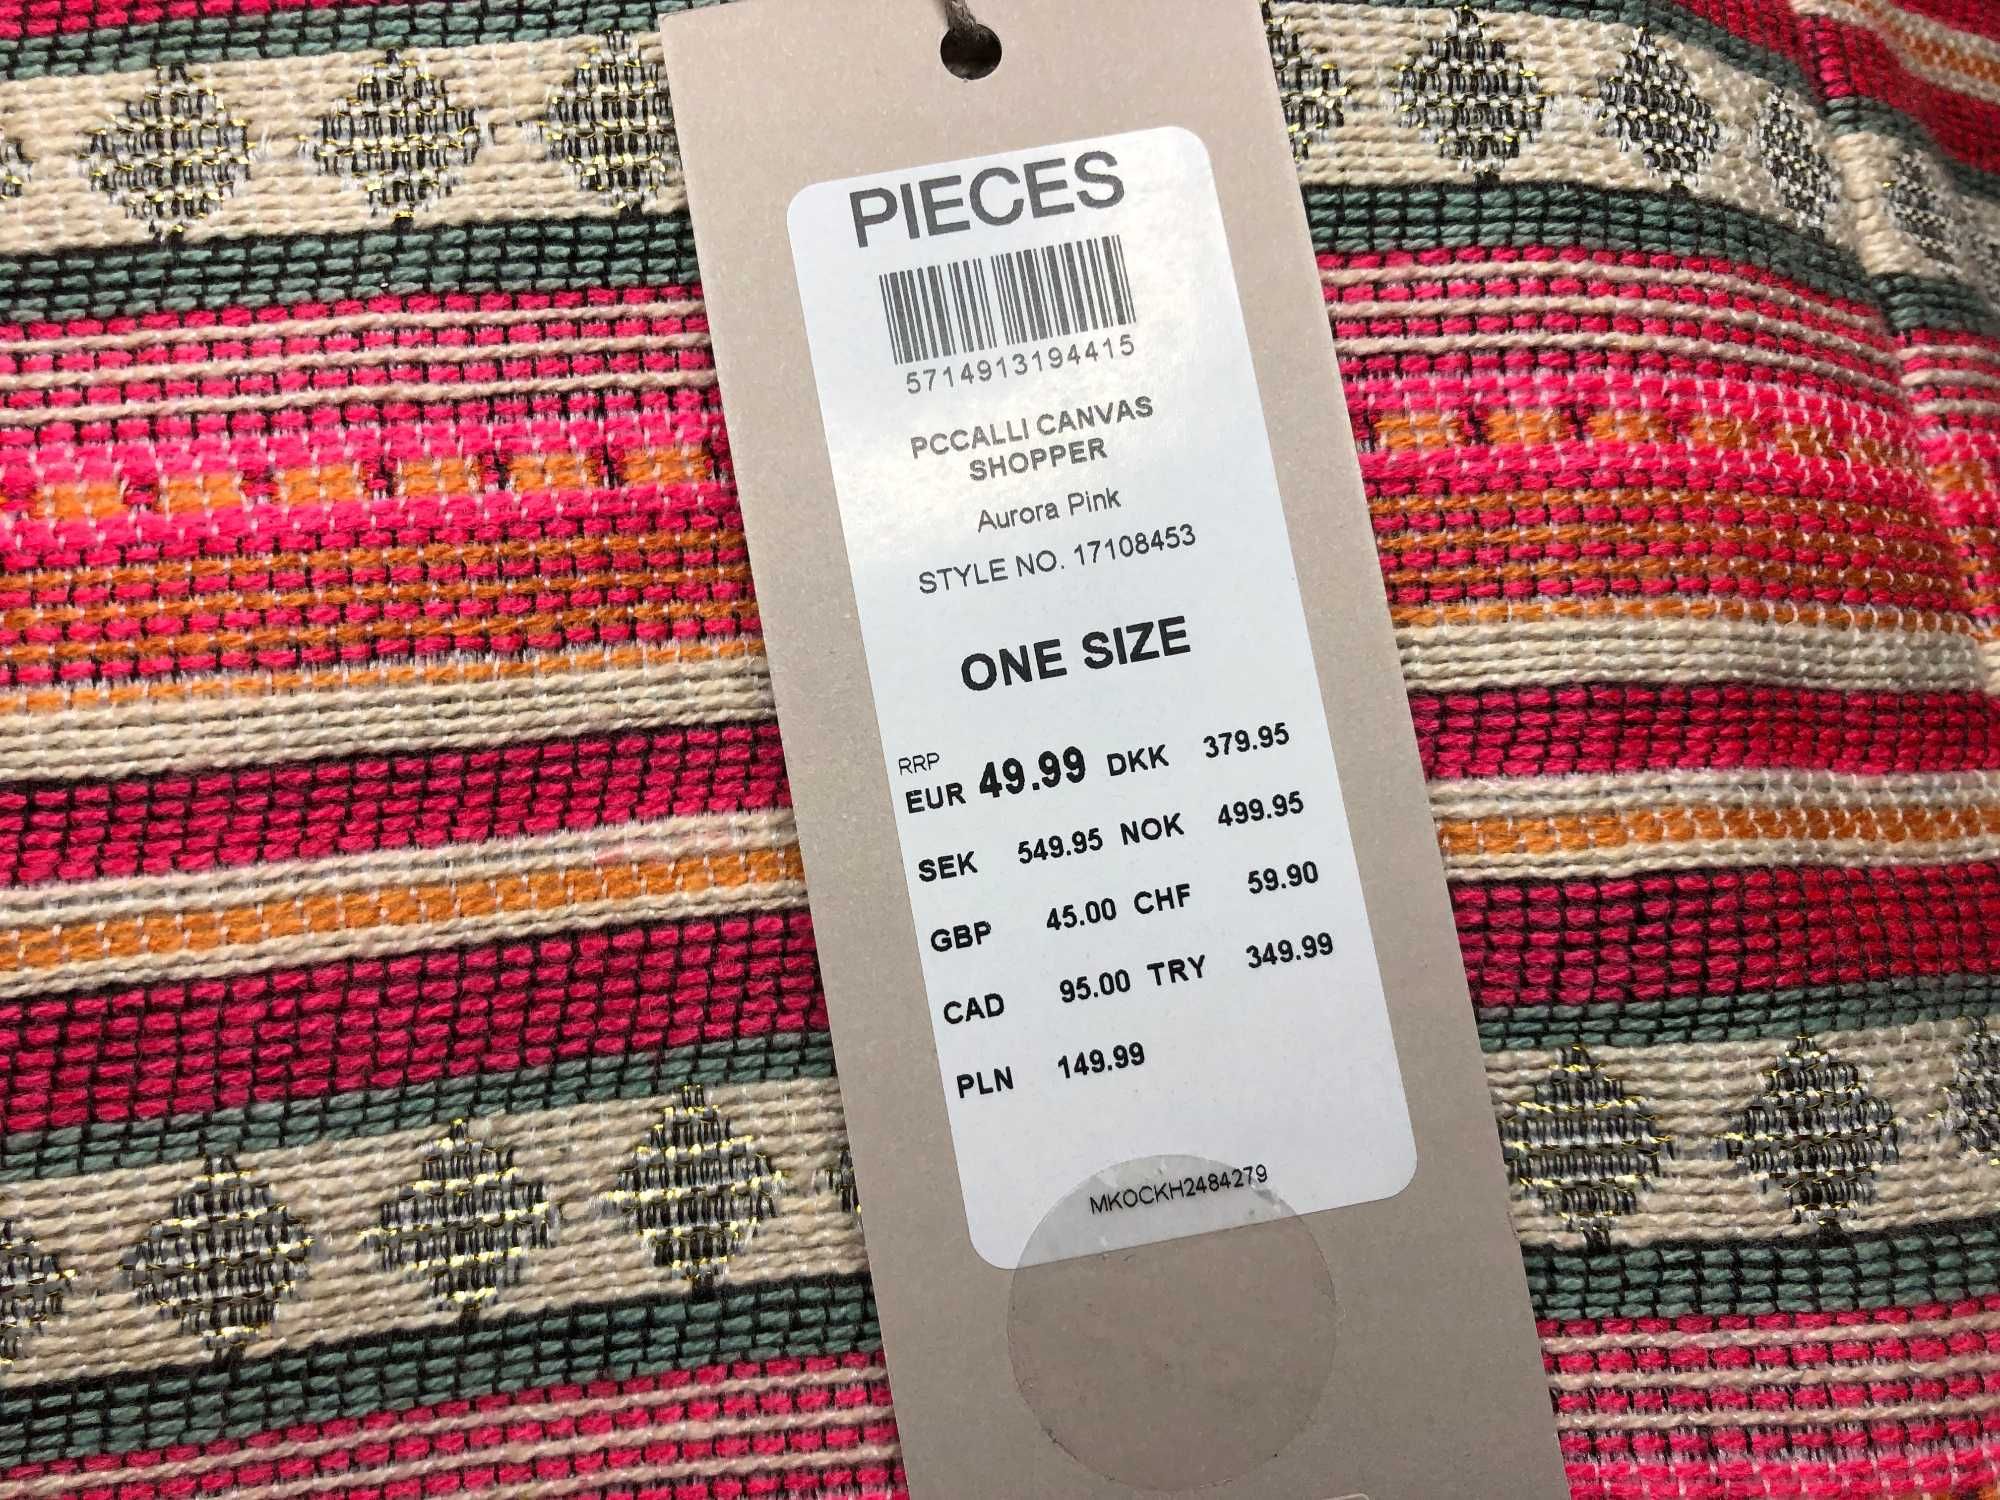 PIECES
5714913194415
PCCALLI CANVAS
SHOPPER
Aurora Pink
STYLE NO. 17108453
ONE SIZE
RRP
EUR 49.99 DKK 379.95
SEK 549.95 NOK 499.95
GBP 45.00 CHF 59.90
CAD 95.00 TRY 349.99
PLN 149.99
MKOCKH2484279